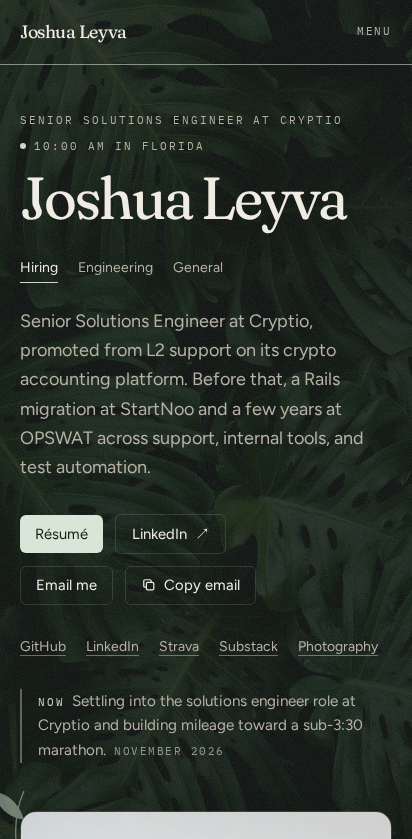 Joshua Leyva
MENU
SENIOR SOLUTIONS ENGINEER AT CRYPTIO
10:00 AM IN FLORIDA
Joshua Leyva
Hiring Engineering General
Senior Solutions Engineer at Cryptio,
promoted from L2 support on its crypto
accounting platform. Before that, a Rails
migration at StartNoo and a few years at
OPSWAT across support, internal tools, and
test automation.
Résumé LinkedIn ↗
Email me Copy email
GitHub LinkedIn Strava Substack Photography
NOW Settling into the solutions engineer role at
Cryptio and building mileage toward a sub-3:30
marathon. NOVEMBER 2026